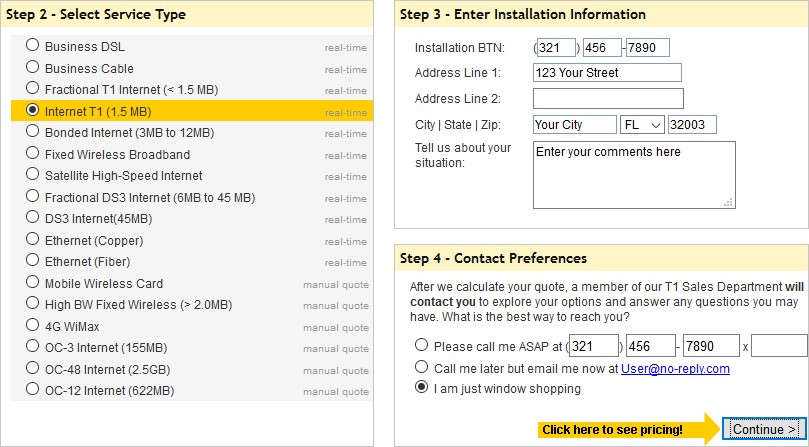 Step 2 - Select Service Type
Business DSL real-time
Business Cable real-time
Fractional T1 Internet (< 1.5 MB) real-time
Internet T1 (1.5 MB) real-time
Bonded Internet (3MB to 12MB) real-time
Fixed Wireless Broadband real-time
Satellite High-Speed Internet real-time
Fractional DS3 Internet (6MB to 45 MB) real-time
DS3 Internet(45MB) real-time
Ethernet (Copper) real-time
Ethernet (Fiber) real-time
Mobile Wireless Card manual quote
High BW Fixed Wireless (> 2.0MB) manual quote
4G WiMax manual quote
OC-3 Internet (155MB) manual quote
OC-48 Internet (2.5GB) manual quote
OC-12 Internet (622MB) manual quote
Step 3 - Enter Installation Information
Installation BTN: (321) 456 -7890
Address Line 1: 123 Your Street
Address Line 2:
City | State | Zip: Your City FL 32003
Tell us about your Enter your comments here
situation:
Step 4 - Contact Preferences
After we calculate your quote, a member of our T1 Sales Department will
contact you to explore your options and answer any questions you may
have. What is the best way to reach you?
Please call me ASAP at (321) 456 - 7890 x
Call me later but email me now at User@no-reply.com
I am just window shopping
Click here to see pricing! Continue >